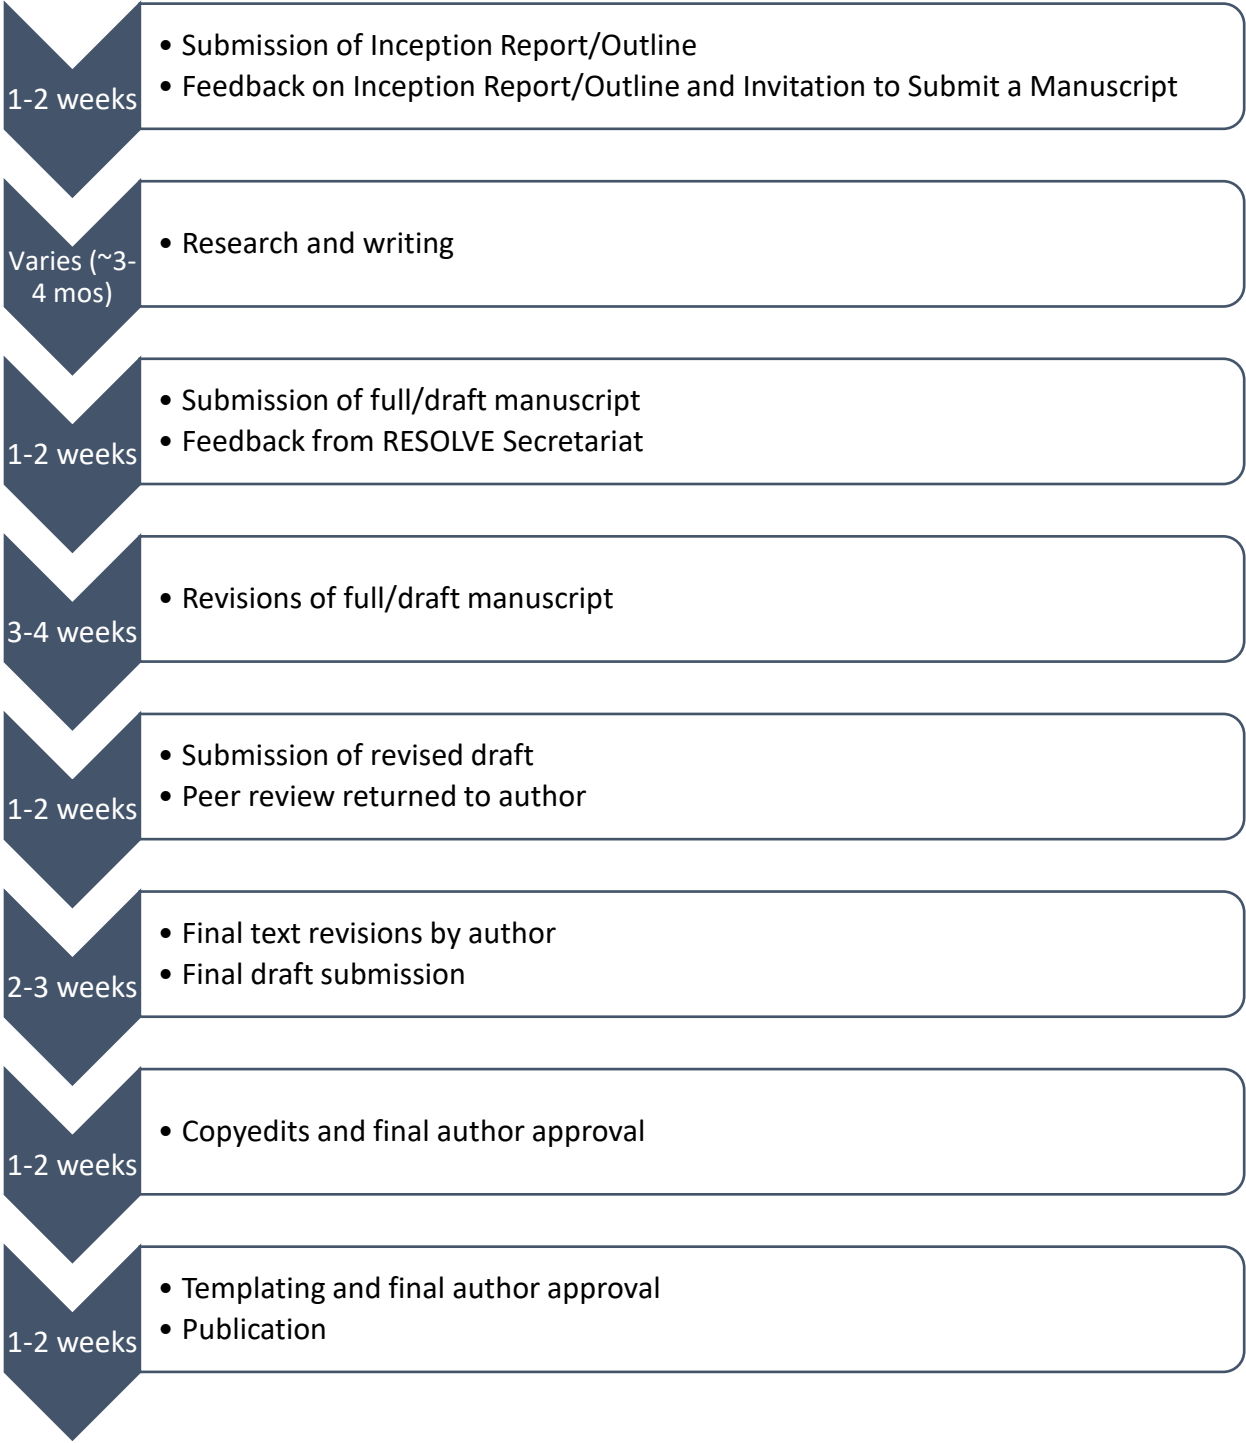 1-2 weeks
• Submission of Inception Report/Outline
• Feedback on Inception Report/Outline and Invitation to Submit a Manuscript
Varies (~3-
4 mos)
• Research and writing
1-2 weeks
• Submission of full/draft manuscript
• Feedback from RESOLVE Secretariat
3-4 weeks
• Revisions of full/draft manuscript
1-2 weeks
• Submission of revised draft
• Peer review returned to author
2-3 weeks
• Final text revisions by author
• Final draft submission
1-2 weeks
• Copyedits and final author approval
1-2 weeks
• Templating and final author approval
• Publication